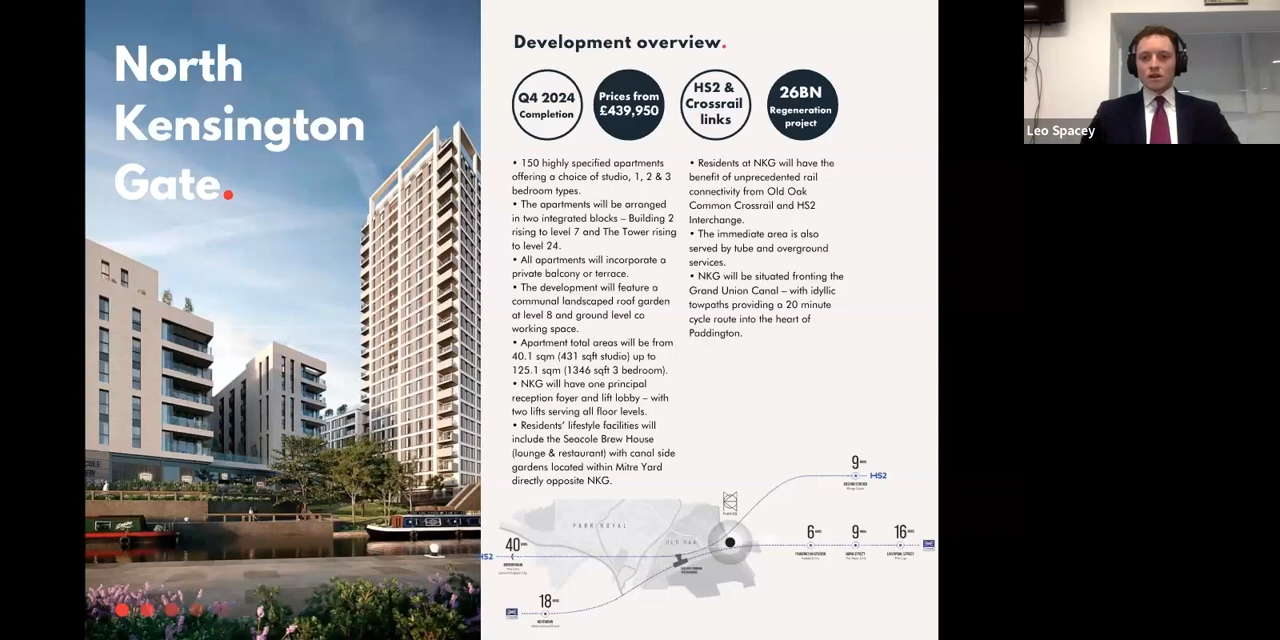 North
Kensington
Gate.
Development overview.
Q4 2024
Completion
Prices from
£439,950
HS2 &
Crossrail
links
26BN
Regeneration
project
• 150 highly specified apartments
offering a choice of studio, 1, 2 & 3
bedroom types.
• The apartments will be arranged
in two integrated blocks – Building 2
rising to level 7 and The Tower rising
to level 24.
• All apartments will incorporate a
private balcony or terrace.
• The development will feature a
communal landscaped roof garden
at level 8 and ground level co
working space.
• Apartment total areas will be from
40.1 sqm (431 sqft studio) up to
125.1 sqm (1346 sqft 3 bedroom).
• NKG will have one principal
reception foyer and lift lobby – with
two lifts serving all floor levels.
• Residents' lifestyle facilities will
include the Seacole Brew House
(lounge & restaurant) with canal side
gardens located within Mitre Yard
directly opposite NKG.
• Residents at NKG will have the
benefit of unprecedented rail
connectivity from Old Oak
Common Crossrail and HS2
Interchange.
• The immediate area is also
served by tube and overground
services.
• NKG will be situated fronting the
Grand Union Canal – with idyllic
towpaths providing a 20 minute
cycle route into the heart of
Paddington.
9
HS2
PARK ROYAL
OLD OAK
6
9
16
HS2
40
18
Leo Spacey